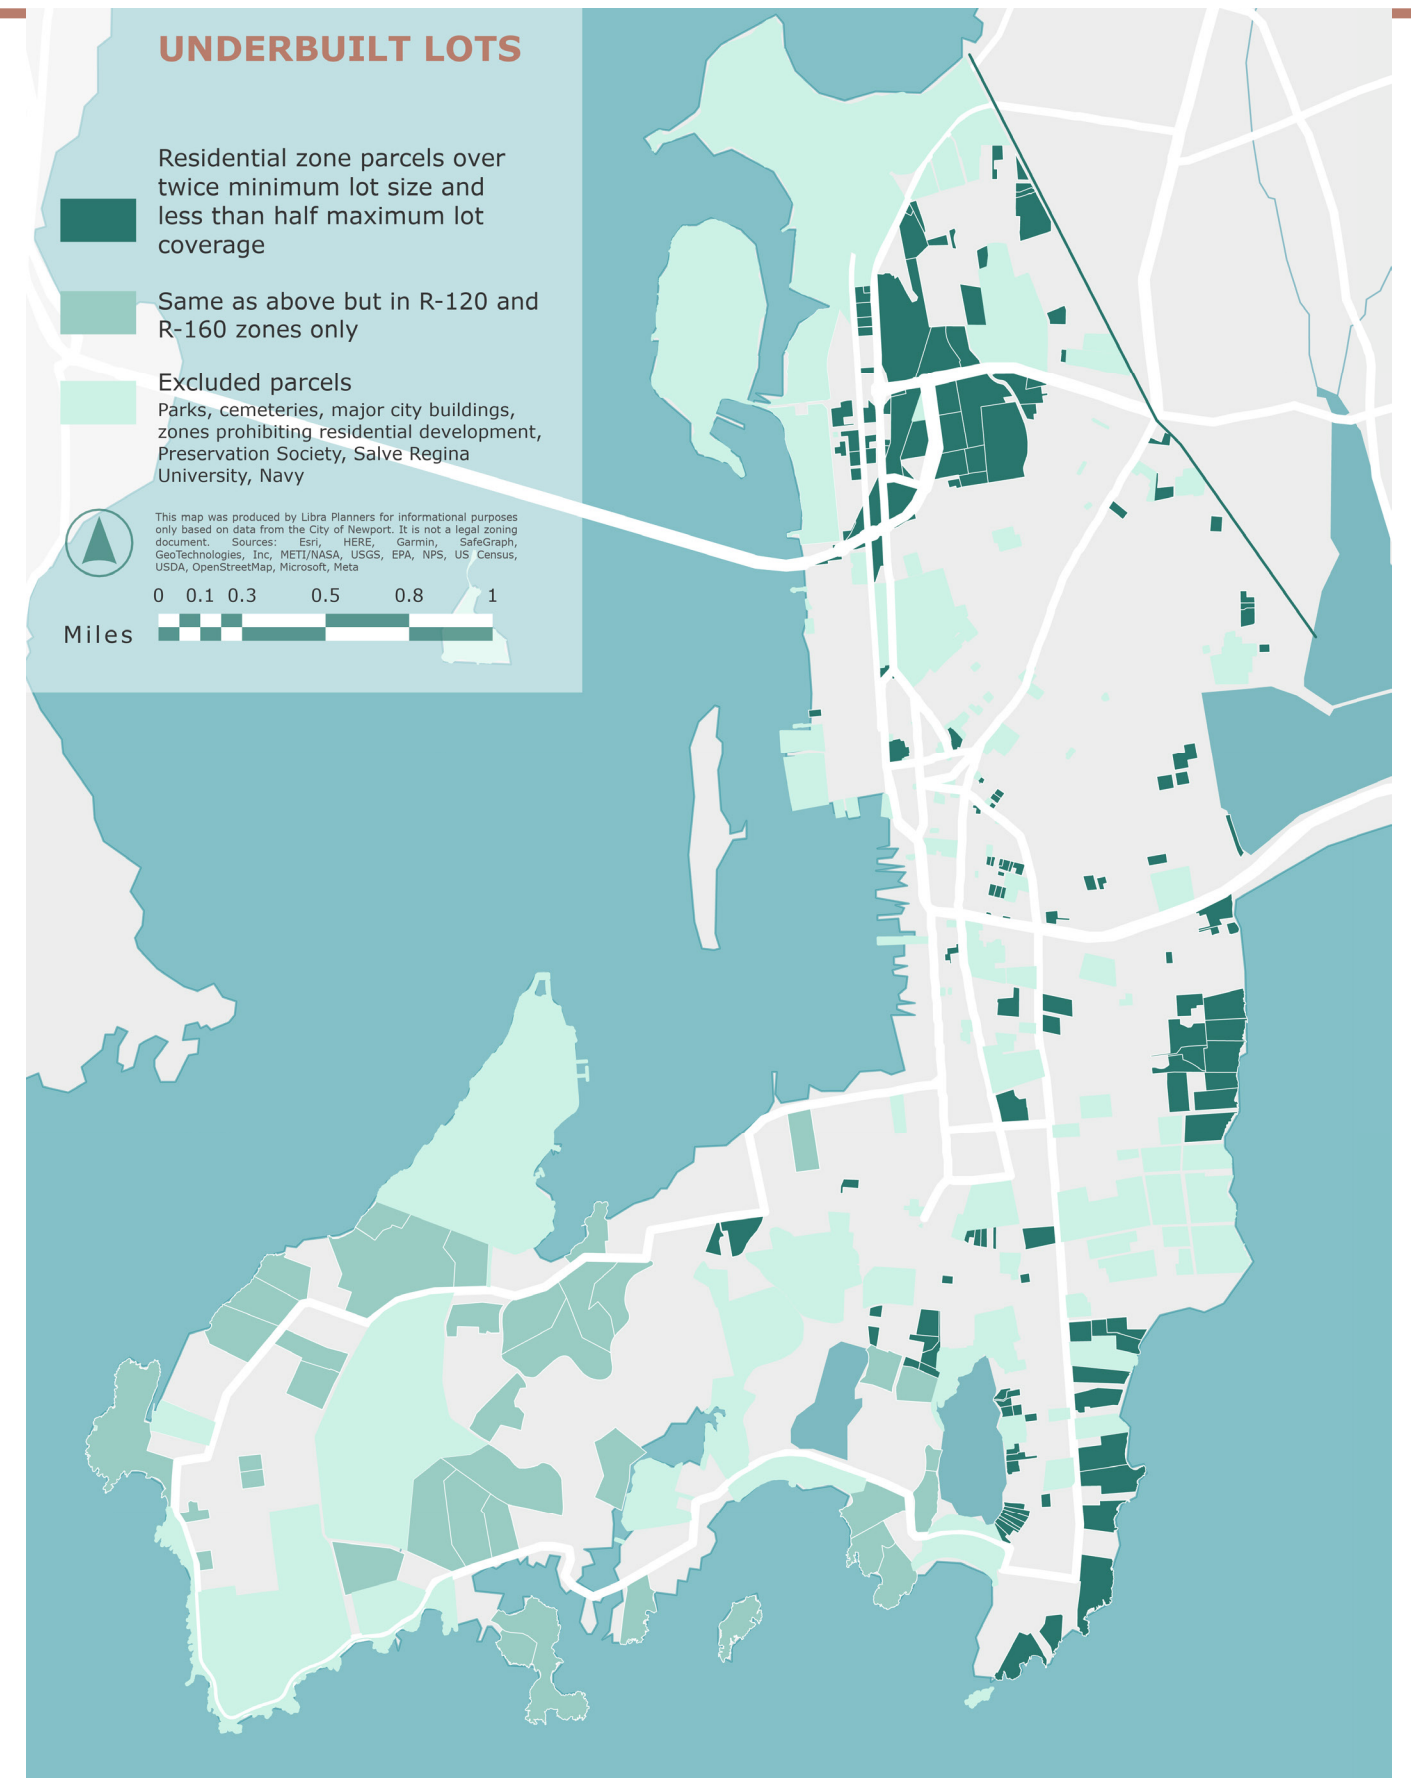 UNDERBUILT LOTS
Residential zone parcels over
twice minimum lot size and
less than half maximum lot
coverage
Same as above but in R-120 and
R-160 zones only
Excluded parcels
Parks, cemeteries, major city buildings,
zones prohibiting residential development,
Preservation Society, Salve Regina
University, Navy
This map was produced by Libra Planners for informational purposes
only based on data from the City of Newport. It is not a legal zoning
document. Sources: Esri, HERE, Garmin, SafeGraph,
GeoTechnologies, Inc, METI/NASA, USGS, EPA, NPS, US Census,
USDA, OpenStreetMap, Microsoft, Meta
0 0.1 0.3 0.5 0.8 1
Miles